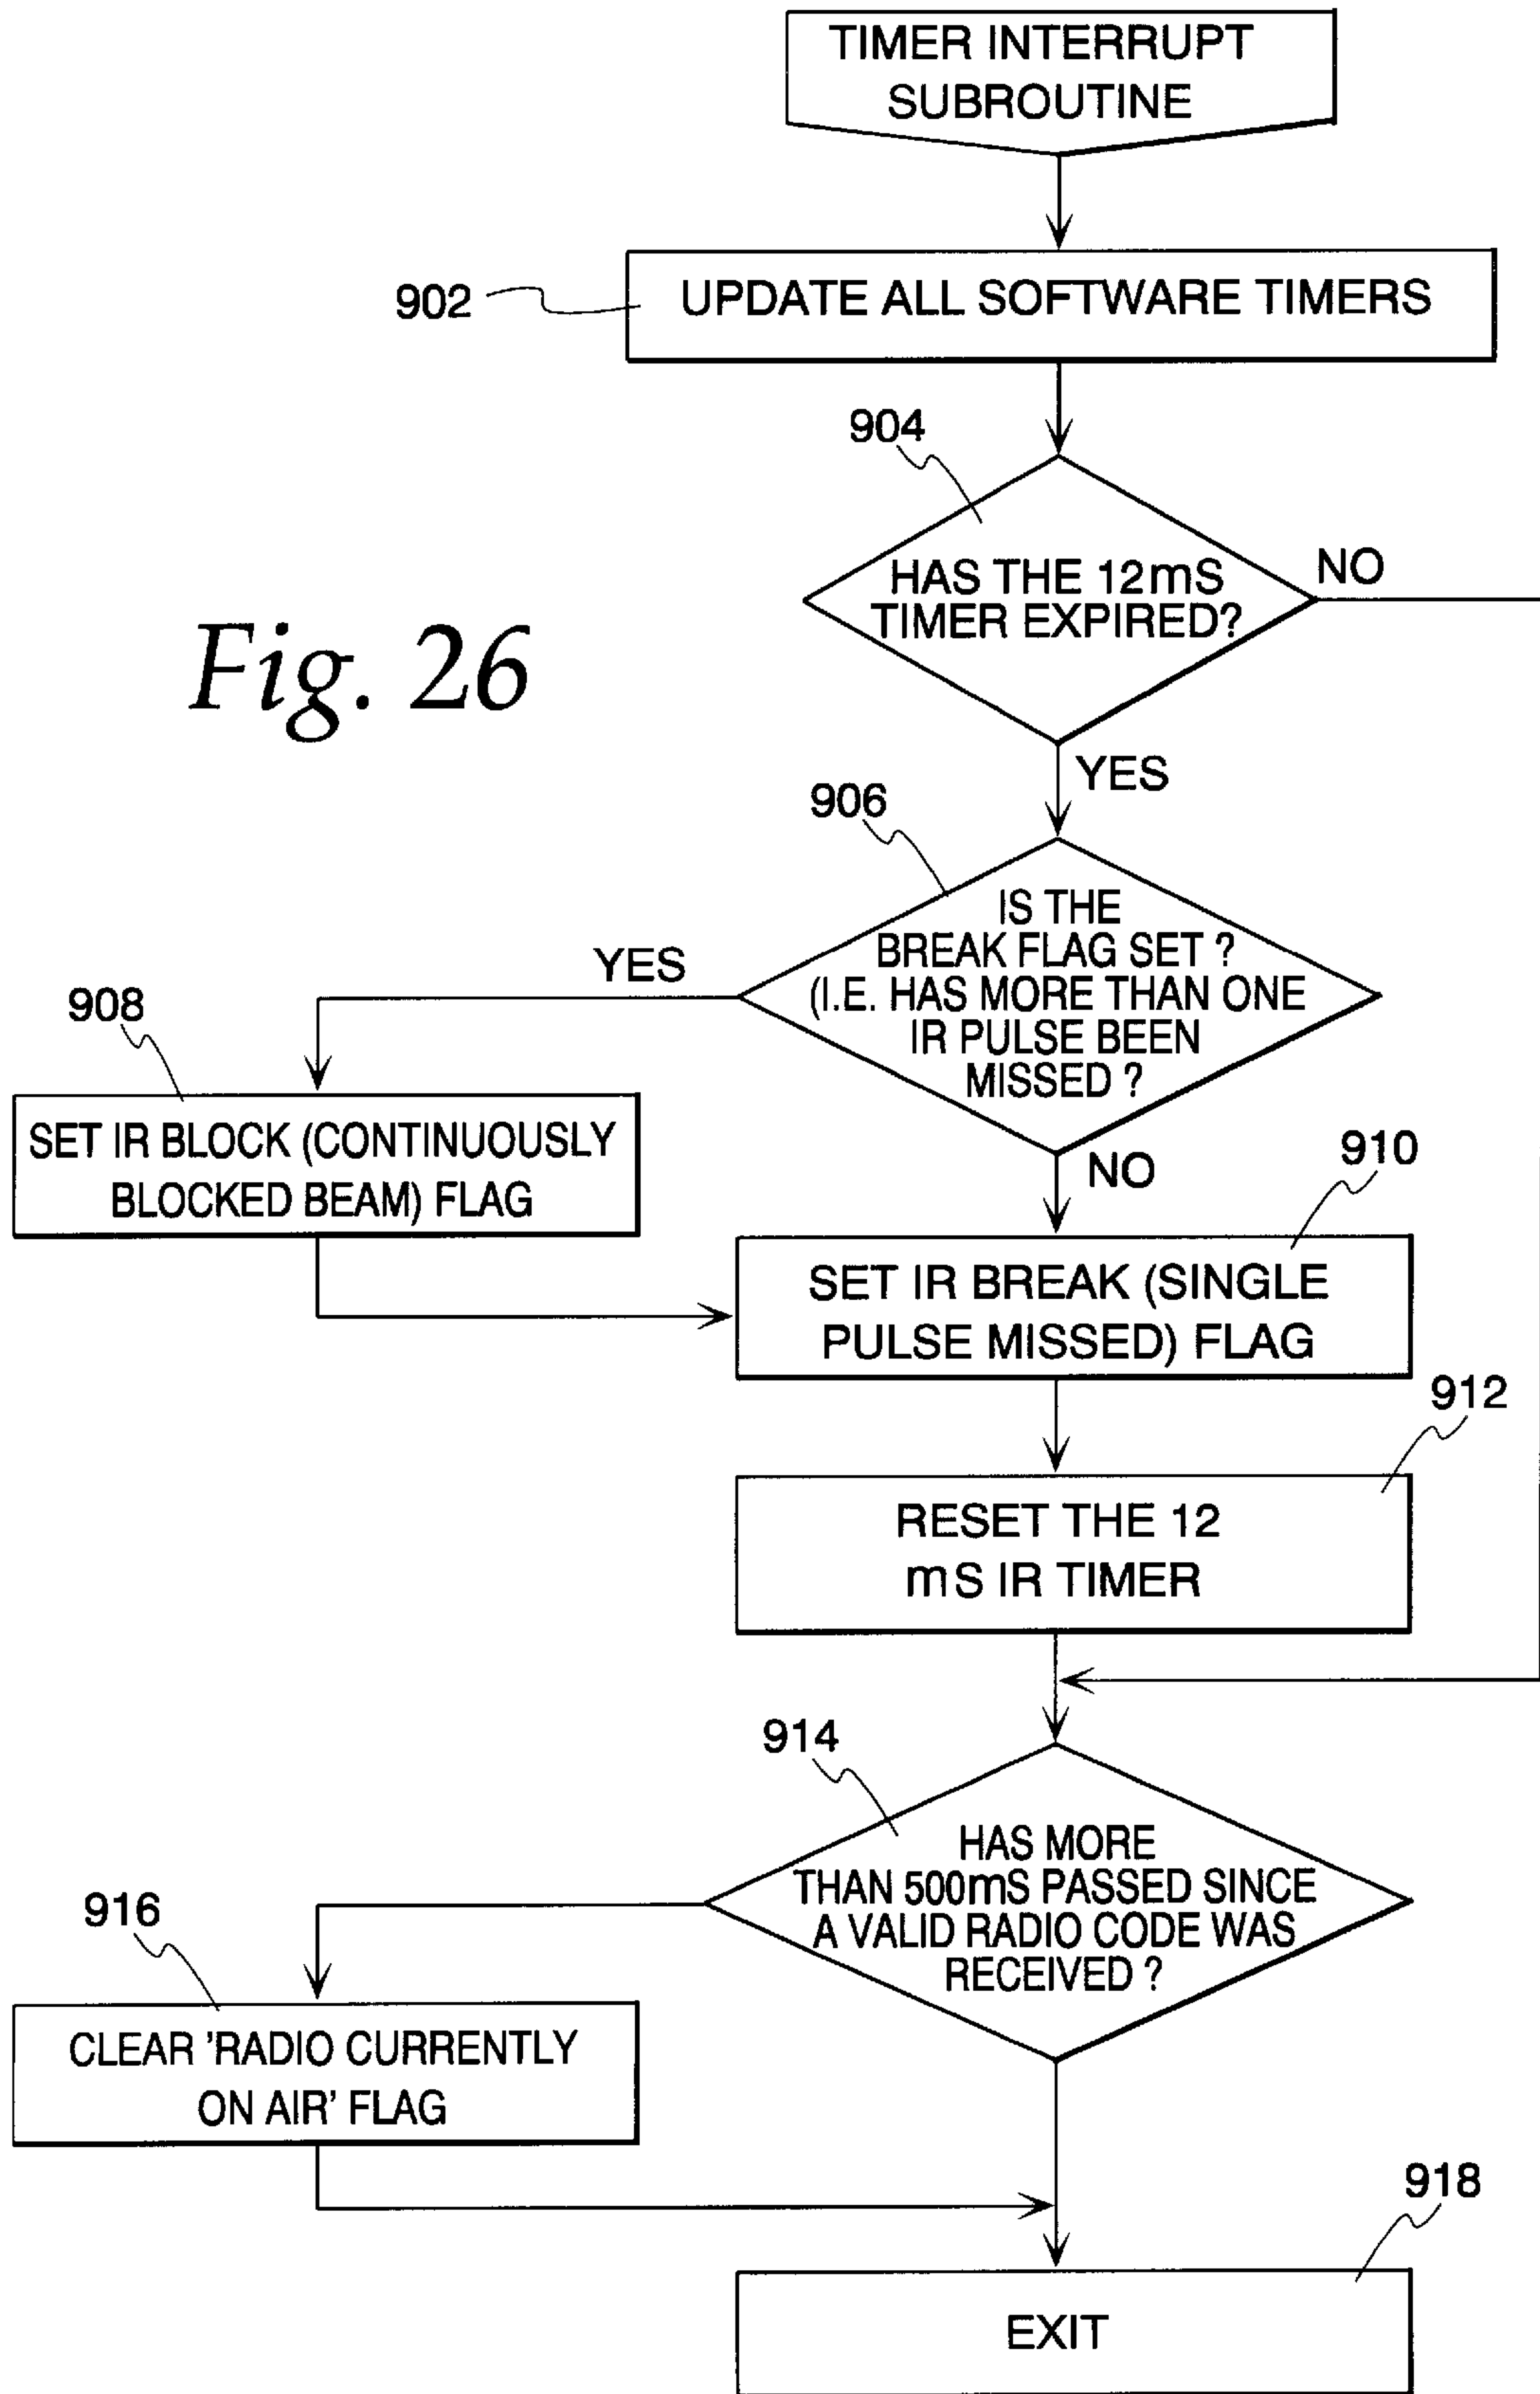 TIMER INTERRUPT
SUBROUTINE
902
UPDATE ALL SOFTWARE TIMERS
904
HAS THE 12mS
TIMER EXPIRED?
NO
Fig. 26
YES
906
IS THE
BREAK FLAG SET ?
(I.E. HAS MORE THAN ONE
IR PULSE BEEN
MISSED ?
YES
908
SET IR BLOCK (CONTINUOUSLY
BLOCKED BEAM) FLAG
NO
910
SET IR BREAK (SINGLE
PULSE MISSED) FLAG
912
RESET THE 12
mS IR TIMER
914
HAS MORE
THAN 500mS PASSED SINCE
A VALID RADIO CODE WAS
RECEIVED ?
916
CLEAR 'RADIO CURRENTLY
ON AIR' FLAG
918
EXIT